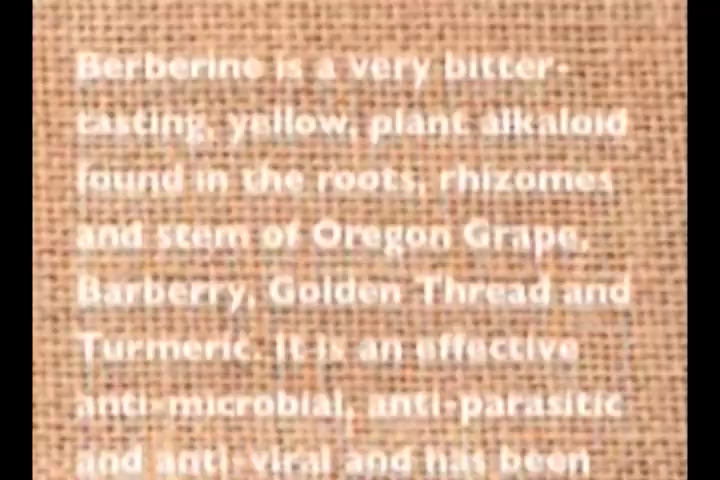 Berberine is a very bitter-
tasting, yellow, plant alkaloid
found in the roots, rhizomes
and stem of Oregon Grape,
Barberry, Golden Thread and
Turmeric. It is an effective
anti-microbial, anti-parasitic
and anti-viral and has been